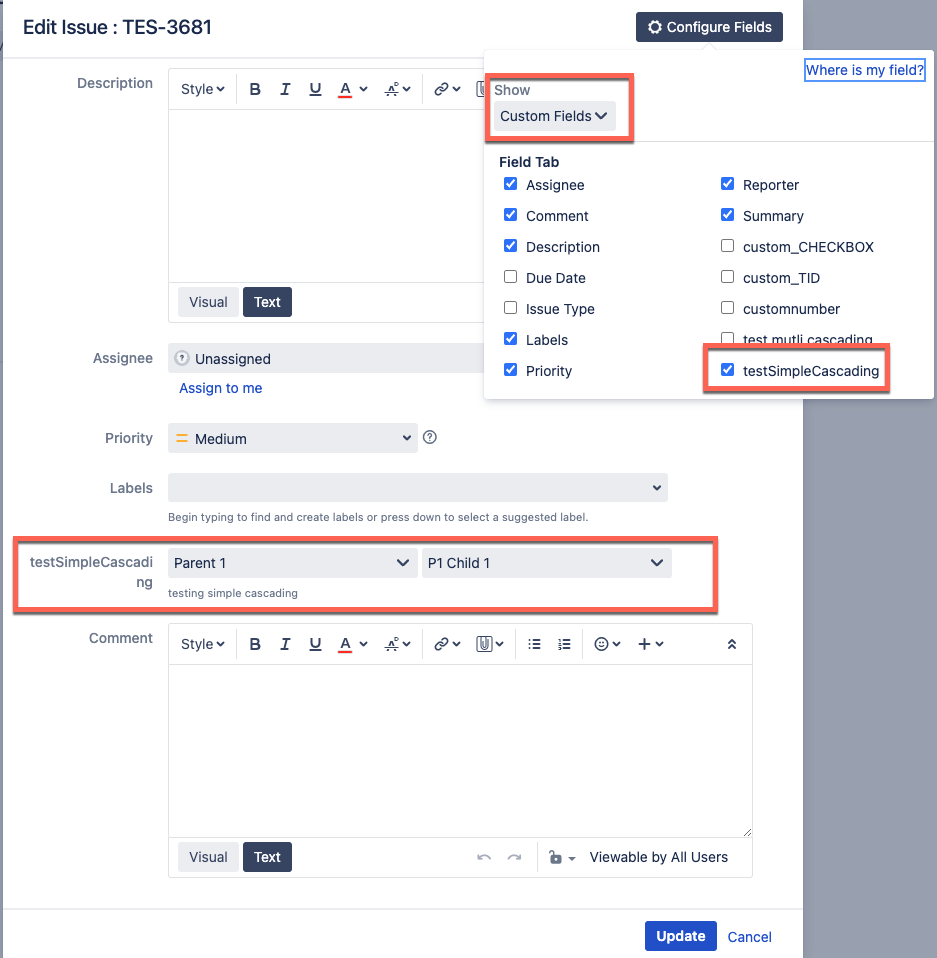 Edit Issue : TES-3681
Configure Fields
Where is my field?
Show
Custom Fields
Field Tab
Assignee
Reporter
Comment
Summary
Description
custom_CHECKBOX
Due Date
custom_TID
Issue Type
customnumber
Labels
test mutli cascading
Priority
testSimpleCascading
Description
Style B I U A
Visual Text
Assignee
Unassigned
Assign to me
Priority
Medium
Labels
Begin typing to find and create labels or press down to select a suggested label.
testSimpleCascadi
ng
Parent 1
P1 Child 1
testing simple cascading
Comment
Style B I U A
Visual Text
Viewable by All Users
Update Cancel